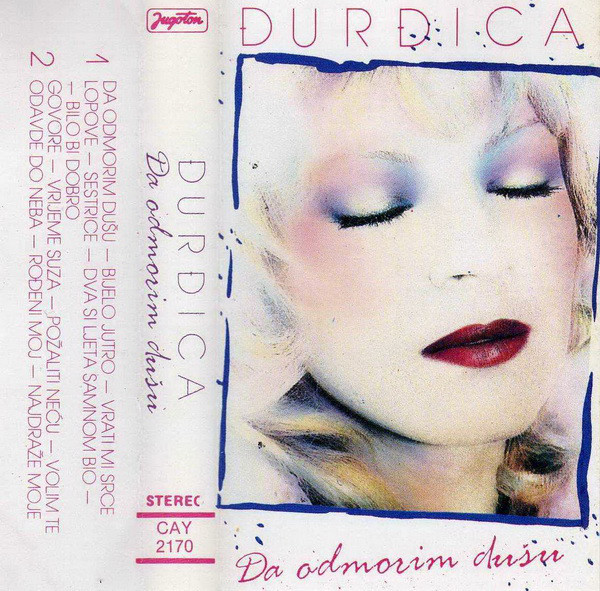 1 DA ODMORIM DUŠU – BIJELO JUTRO – VRATI MI SRCE
LOPOVE – SESTRICE – DVA SI LJETA SAMNOM BIO –
– BILO BI DOBRO
2 GOVORE – VRIJEME SUZA – POŽALITI NEĆU – VOLIM TE
ODAVDE DO NEBA – ROĐENI MOJ – NAJDRAŽE MOJE
Jugoton
ĐURĐICA
Da odmorim dušu
STEREO
CAY
2170
ĐURĐICA
Da odmorim dušu